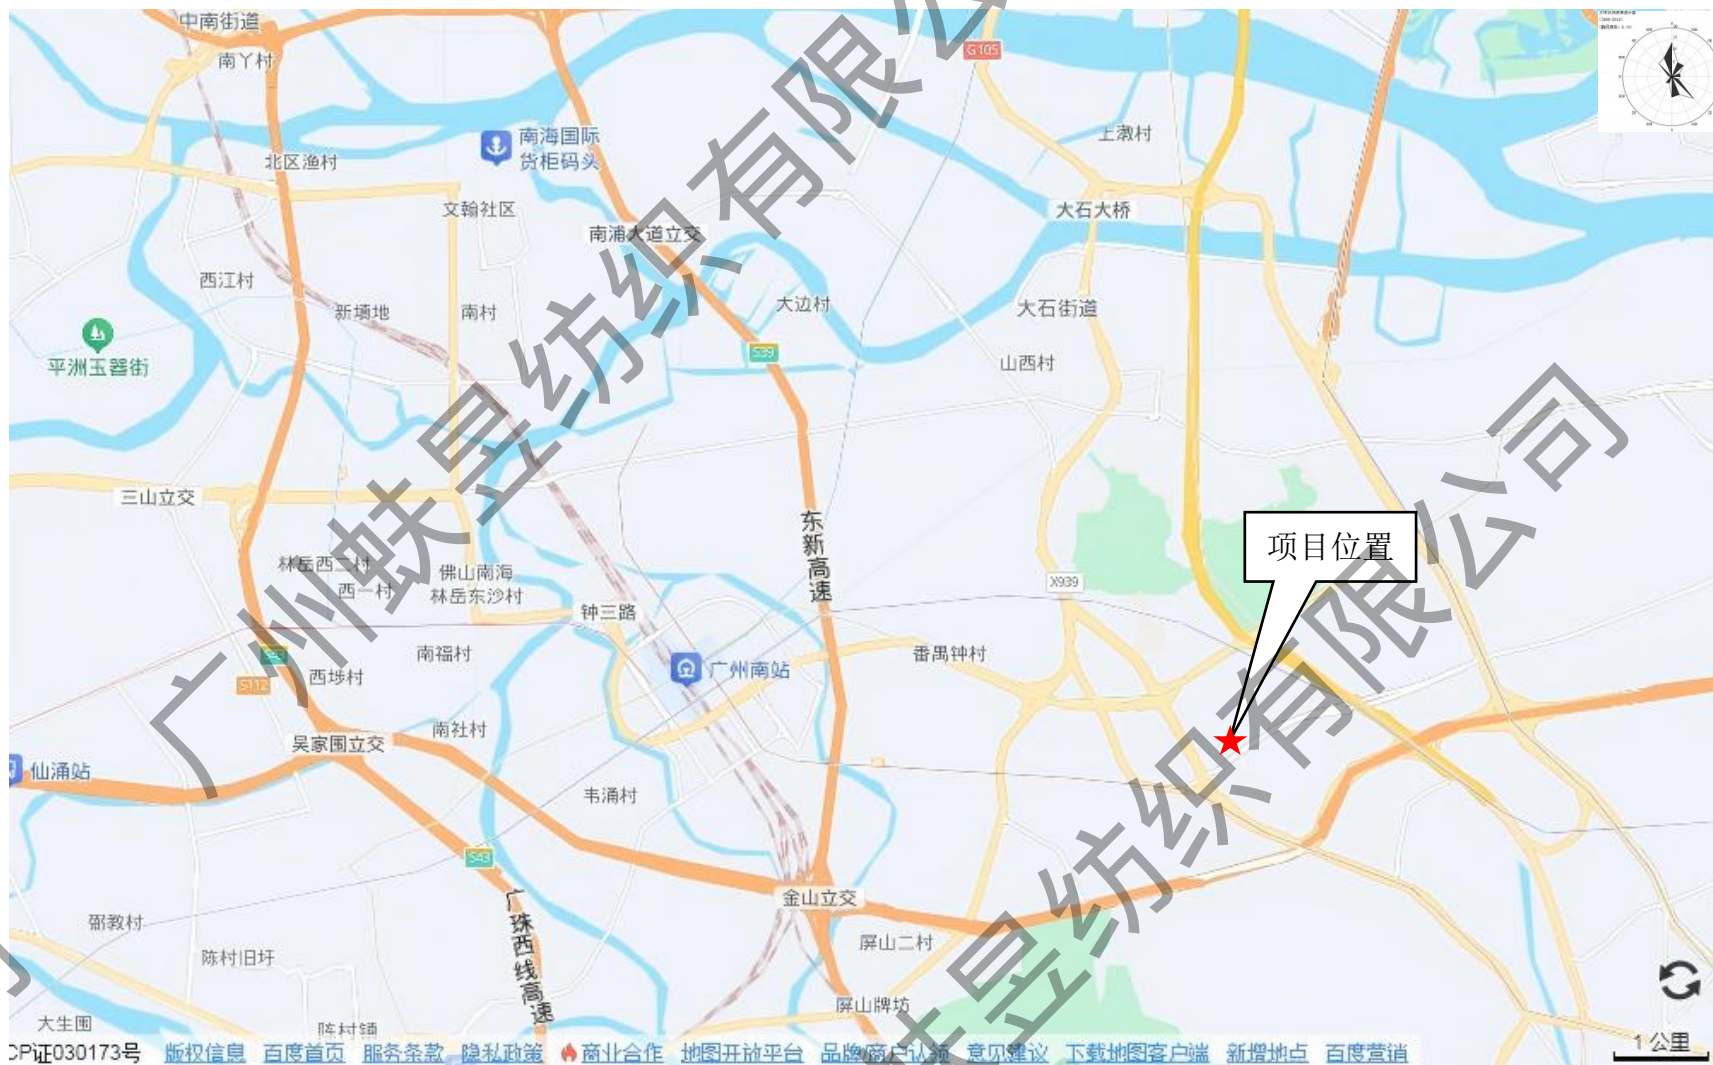 中南街道
南丫村
G105
上漖村
南海国际
货柜码头
北区渔村
文翰社区
大石大桥
南浦大道立交
西江村
新墟地
南村
大边村
大石街道
S39
山西村
平洲玉器街
三山立交
东新高速
项目位置
林岳西二村
西一村
佛山南海
林岳东沙村
X939
钟三路
南福村
番禺钟村
广州南站
S43
西埗村
S112
南社村
吴家围立交
仙涌站
韦涌村
S43
金山立交
广珠西线高速
屏山二村
陈村旧圩
屏山牌坊
大生围
陈村镇
1 公里
CP证030173号 版权信息 百度首页 服务条款 隐私政策 商业合作 地图开放平台 品牌商户认领 意见建议 下载地图客户端 新增地点 百度营销
广州蚨昱纺织有限公司
蚨昱纺织有限公司